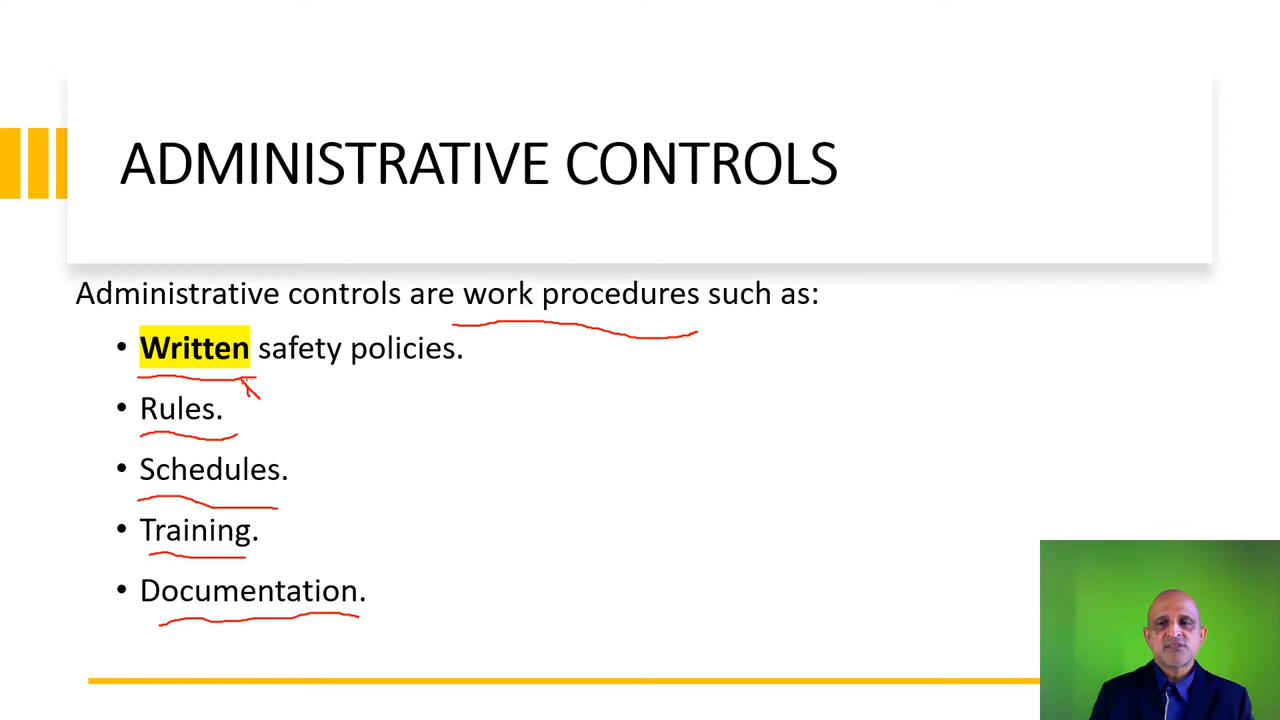 ADMINISTRATIVE CONTROLS
Administrative controls are work procedures such as:
• Written safety policies.
• Rules.
• Schedules.
• Training.
• Documentation.